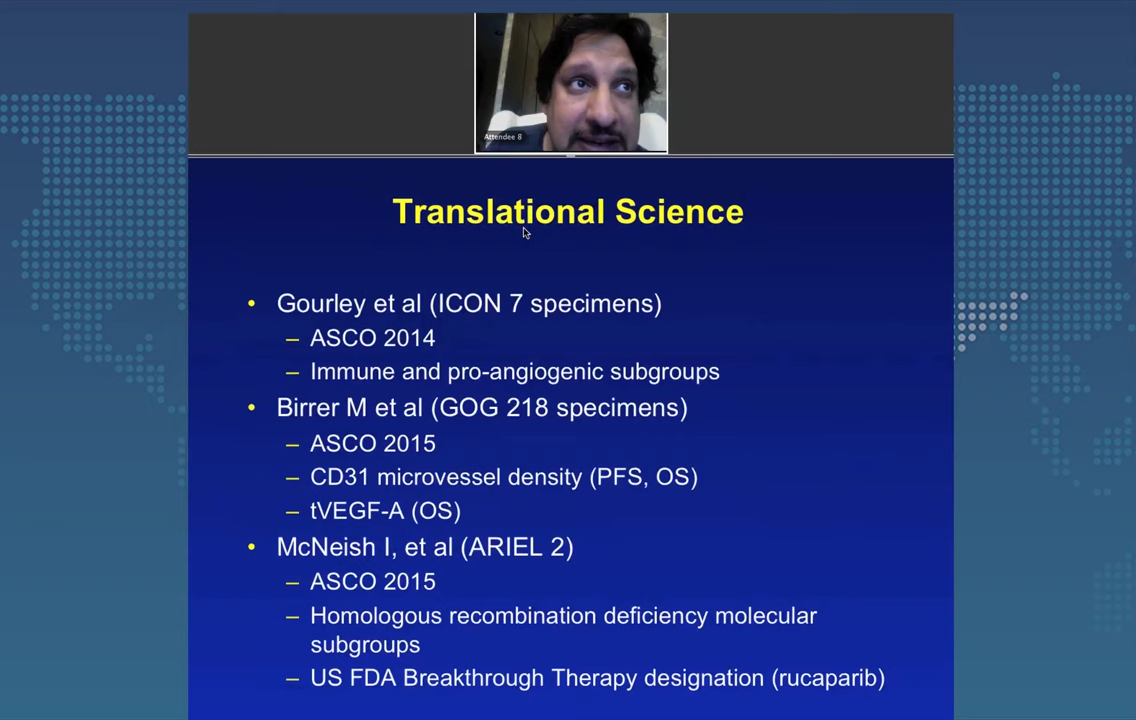 Attendee 8
Translational Science
• Gourley et al (ICON 7 specimens)
– ASCO 2014
– Immune and pro-angiogenic subgroups
• Birrer M et al (GOG 218 specimens)
– ASCO 2015
– CD31 microvessel density (PFS, OS)
– tVEGF-A (OS)
• McNeish I, et al (ARIEL 2)
– ASCO 2015
– Homologous recombination deficiency molecular
subgroups
– US FDA Breakthrough Therapy designation (rucaparib)